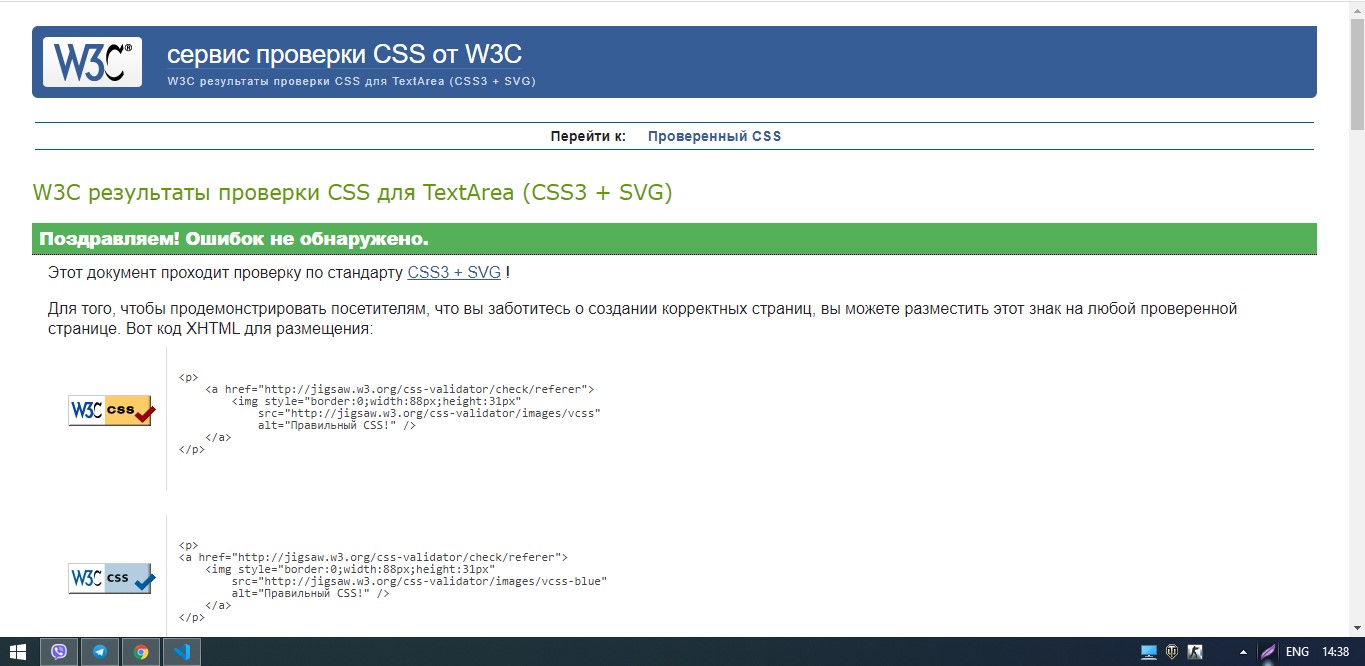 W3C® сервис проверки CSS от W3C
W3C результаты проверки CSS для TextArea (CSS3 + SVG)
Перейти к: Проверенный CSS
W3C результаты проверки CSS для TextArea (CSS3 + SVG)
Поздравляем! Ошибок не обнаружено.
Этот документ проходит проверку по стандарту CSS3 + SVG !
Для того, чтобы продемонстрировать посетителям, что вы заботитесь о создании корректных страниц, вы можете разместить этот знак на любой проверенной
странице. Вот код XHTML для размещения:
W3C css
<p>
<a href="http://jigsaw.w3.org/css-validator/check/referer">
<img style="border:0;width:88px;height:31px"
src="http://jigsaw.w3.org/css-validator/images/vcss"
alt="Правильный CSS!" />
</a>
</p>
W3C css
<p>
<a href="http://jigsaw.w3.org/css-validator/check/referer">
<img style="border:0;width:88px;height:31px"
src="http://jigsaw.w3.org/css-validator/images/vcss-blue"
alt="Правильный CSS!" />
</a>
</p>
ENG 14:38